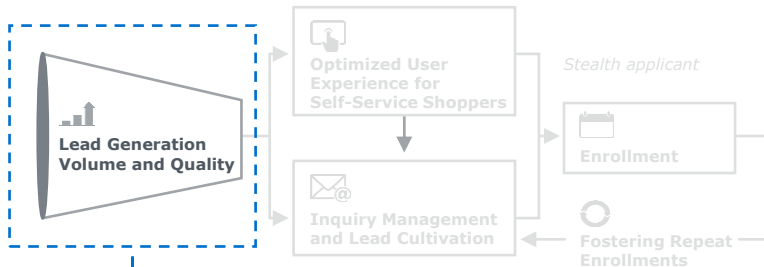 Lead Generation
Volume and Quality
Optimized User
Experience for
Self-Service Shoppers
Stealth applicant
Enrollment
@
Inquiry Management
and Lead Cultivation
Fostering Repeat
Enrollments